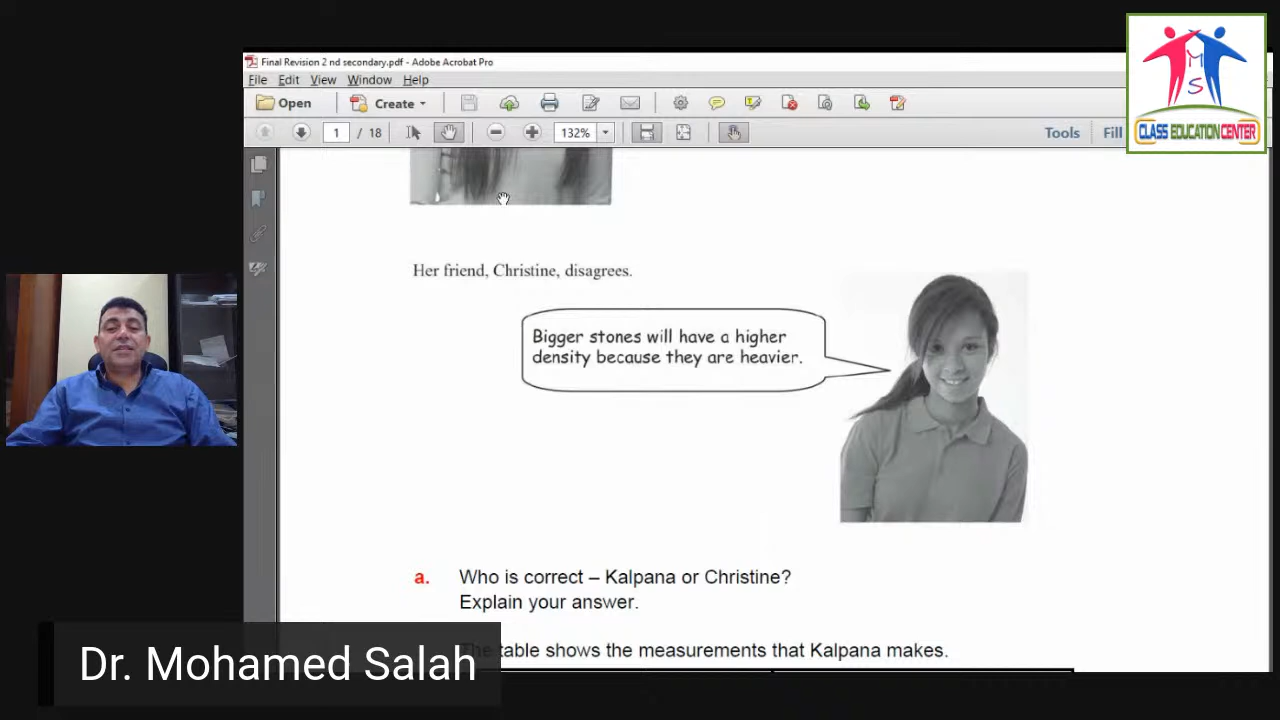 Final Revision 2 nd secondary.pdf - Adobe Acrobat Pro
File Edit View Window Help
Open Create
1 / 18 132% Tools Fill
M
S
CLASS EDUCATION CENTER
Her friend, Christine, disagrees.
Bigger stones will have a higher
density because they are heavier.
a. Who is correct – Kalpana or Christine?
Explain your answer.
The table shows the measurements that Kalpana makes.
Dr. Mohamed Salah